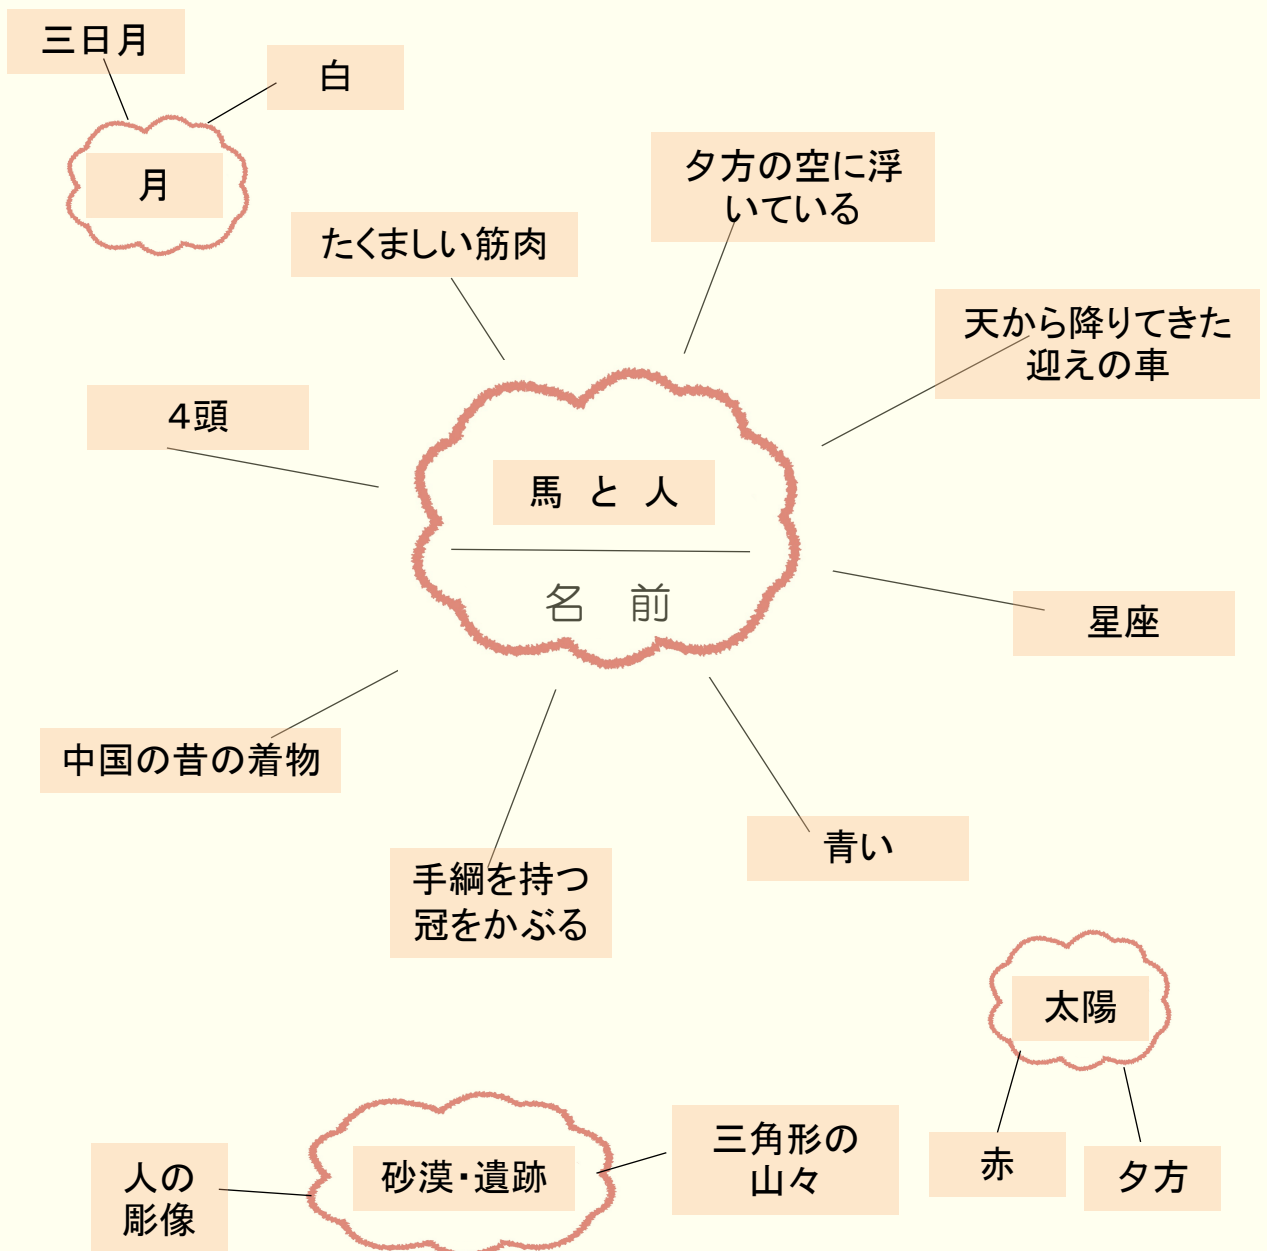 三日月
白
月
夕方の空に浮
いている
たくましい筋肉
天から降りてきた
迎えの車
４頭
馬　と　人
名　前
星座
中国の昔の着物
青い
手綱を持つ
冠をかぶる
太陽
三角形の
山々
赤
夕方
砂漠・遺跡
人の
彫像